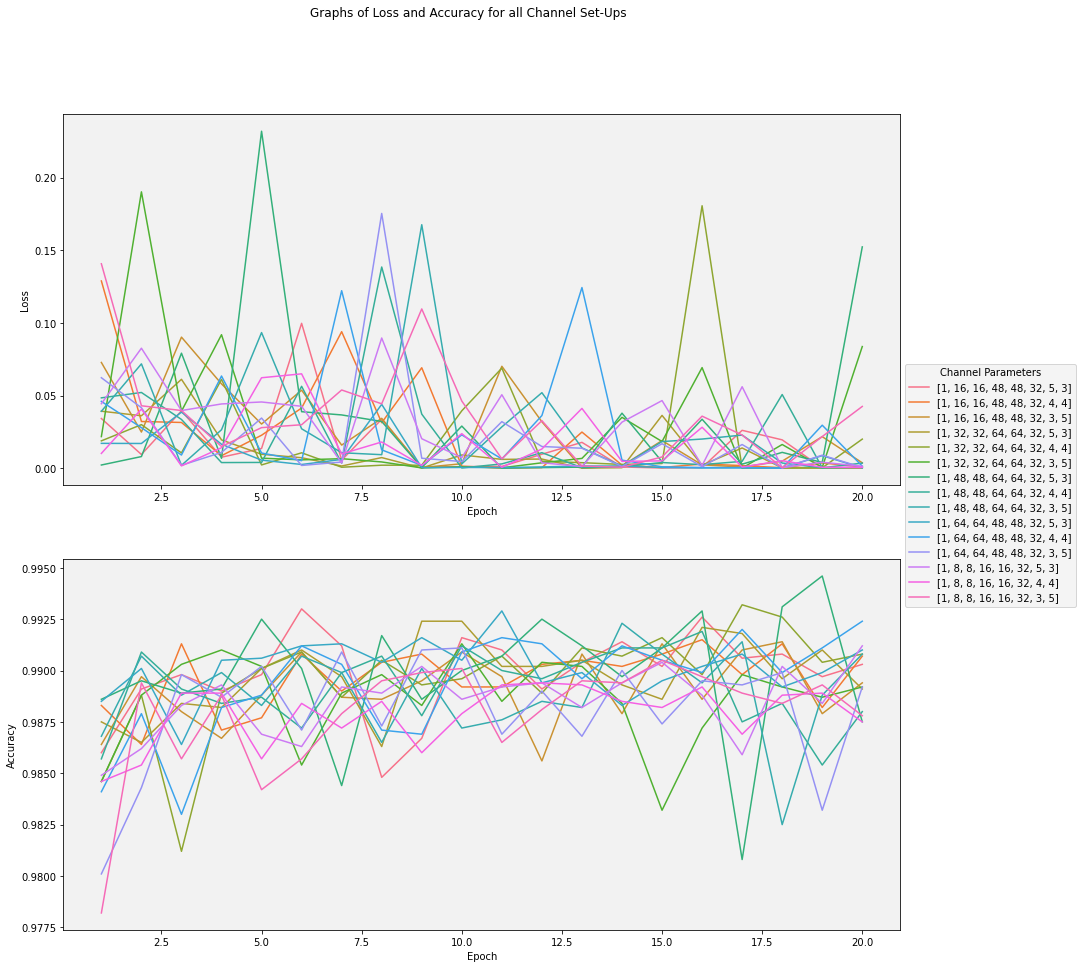 Graphs of Loss and Accuracy for all Channel Set-Ups
0.20
0.15
0.10
0.05
0.00
Loss
2.5 5.0 7.5 10.0 12.5 15.0 17.5 20.0
Epoch
Channel Parameters
[1, 16, 16, 48, 48, 32, 5, 3]
[1, 16, 16, 48, 48, 32, 4, 4]
[1, 16, 16, 48, 48, 32, 3, 5]
[1, 32, 32, 64, 64, 32, 5, 3]
[1, 32, 32, 64, 64, 32, 4, 4]
[1, 32, 32, 64, 64, 32, 3, 5]
[1, 48, 48, 64, 64, 32, 5, 3]
[1, 48, 48, 64, 64, 32, 4, 4]
[1, 48, 48, 64, 64, 32, 3, 5]
[1, 64, 64, 48, 48, 32, 5, 3]
[1, 64, 64, 48, 48, 32, 4, 4]
[1, 64, 64, 48, 48, 32, 3, 5]
[1, 8, 8, 16, 16, 32, 5, 3]
[1, 8, 8, 16, 16, 32, 4, 4]
[1, 8, 8, 16, 16, 32, 3, 5]
0.9950
0.9925
0.9900
0.9875
0.9850
0.9825
0.9800
0.9775
Accuracy
2.5 5.0 7.5 10.0 12.5 15.0 17.5 20.0
Epoch